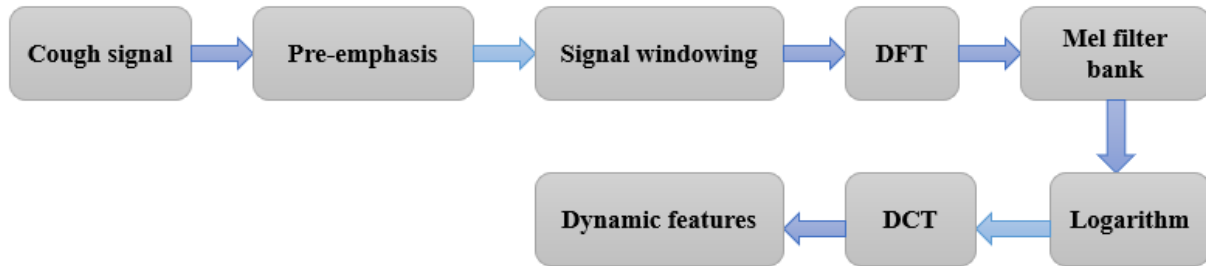 Cough signal
Pre-emphasis
Signal windowing
DFT
Mel filter
bank
Logarithm
DCT
Dynamic features